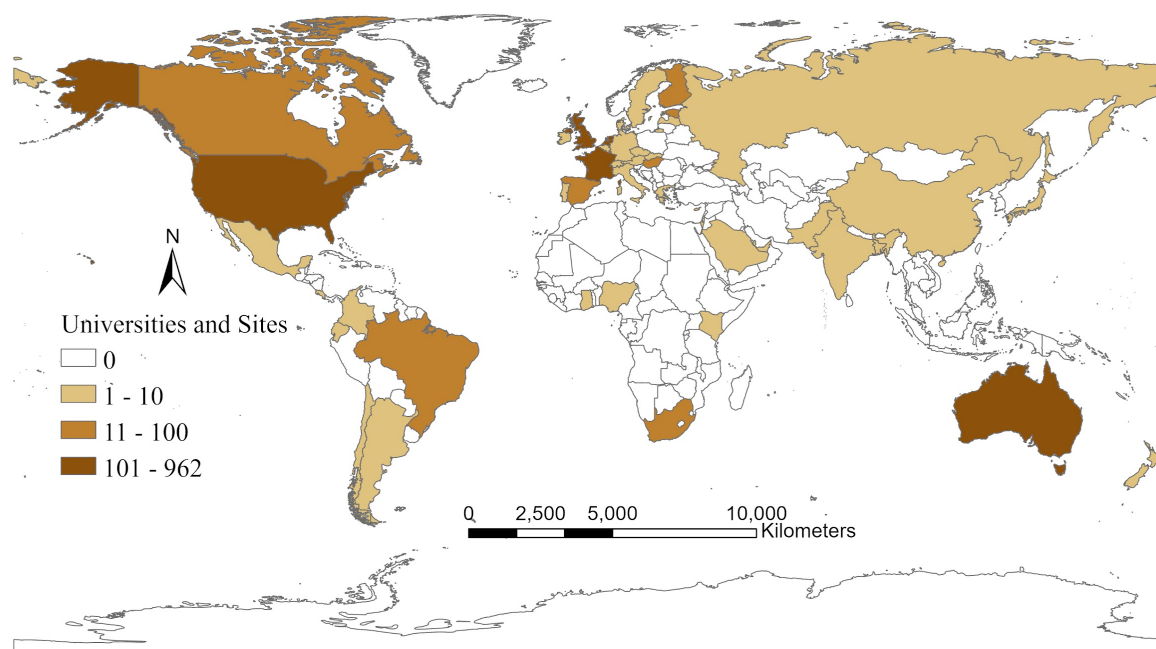 N
Universities and Sites
0
1 - 10
11 - 100
101 - 962
0 2,500 5,000 10,000
Kilometers